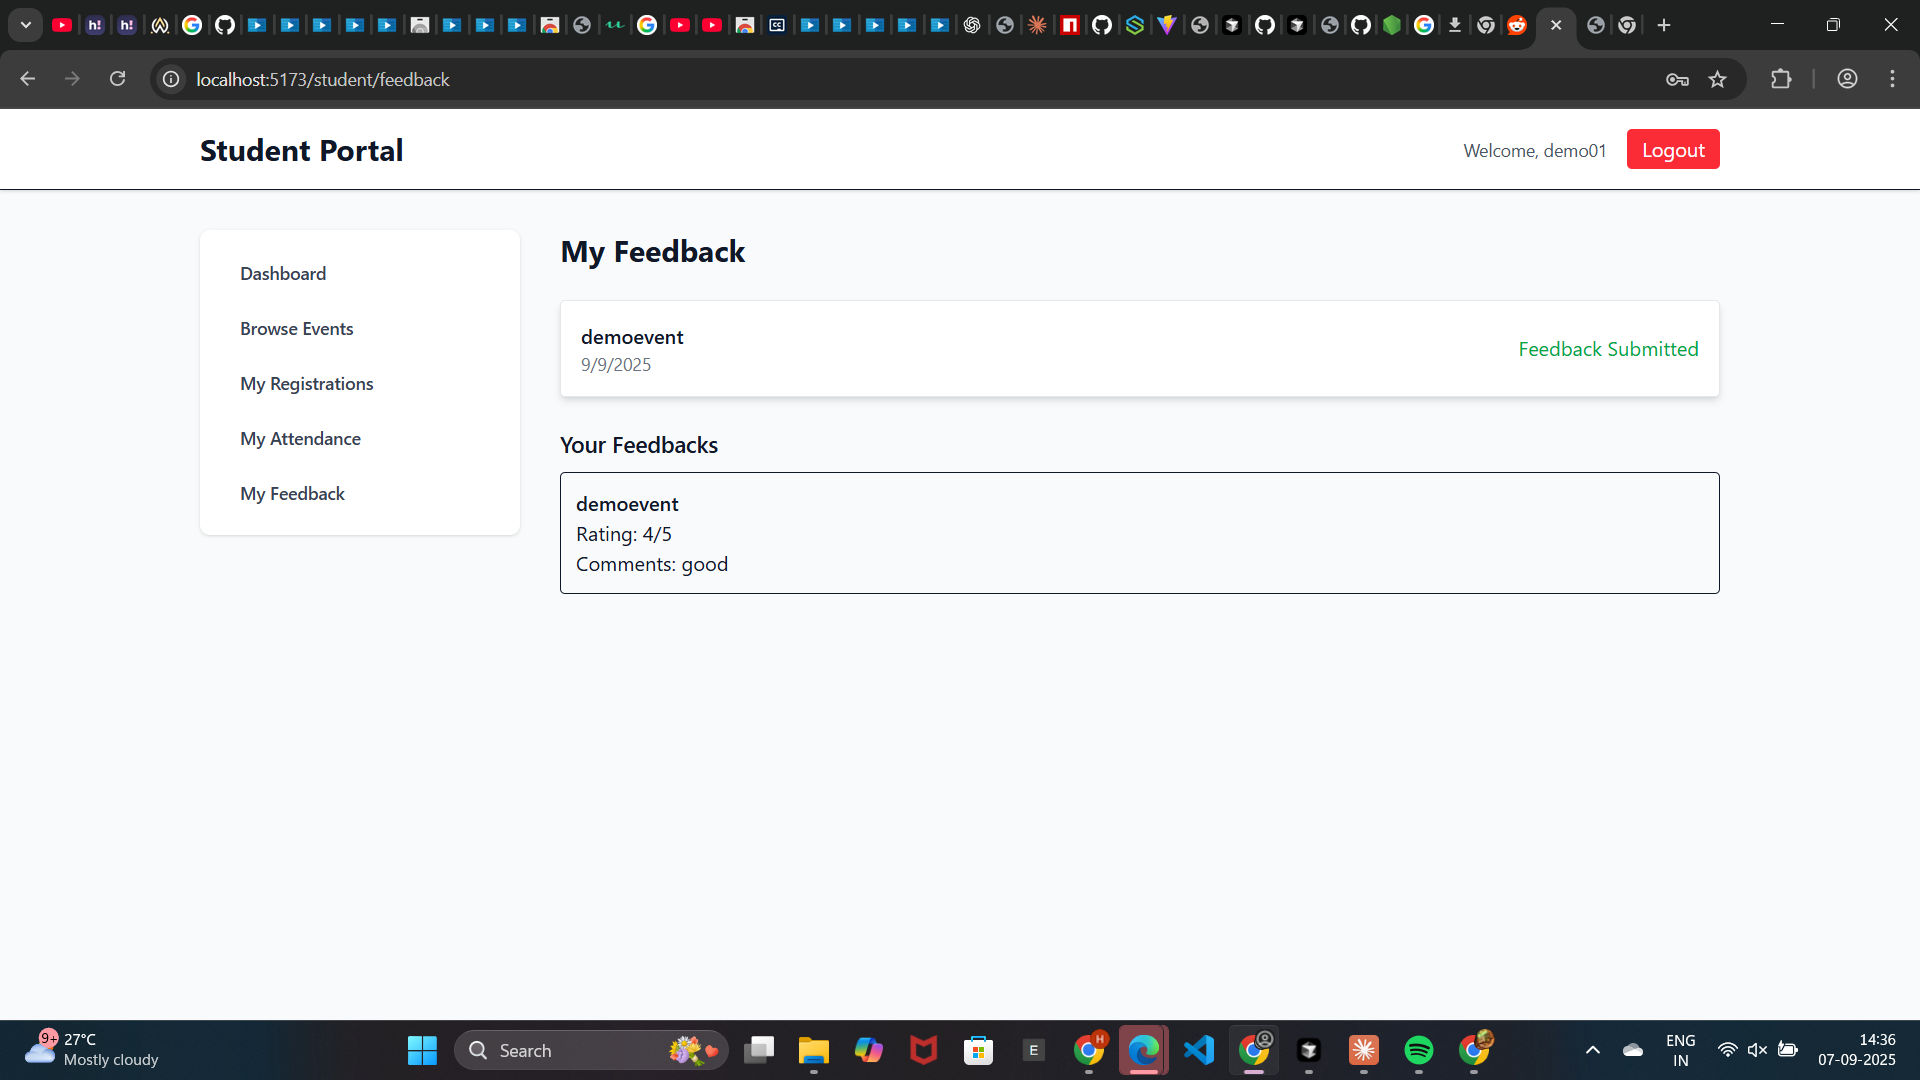 localhost:5173/student/feedback
Student Portal
Welcome, demo01
Logout
Dashboard
Browse Events
My Registrations
My Attendance
My Feedback
My Feedback
demoevent
9/9/2025
Feedback Submitted
Your Feedbacks
demoevent
Rating: 4/5
Comments: good
9+
27°C
Mostly cloudy
Search
E
H
ENG
IN
14:36
07-09-2025